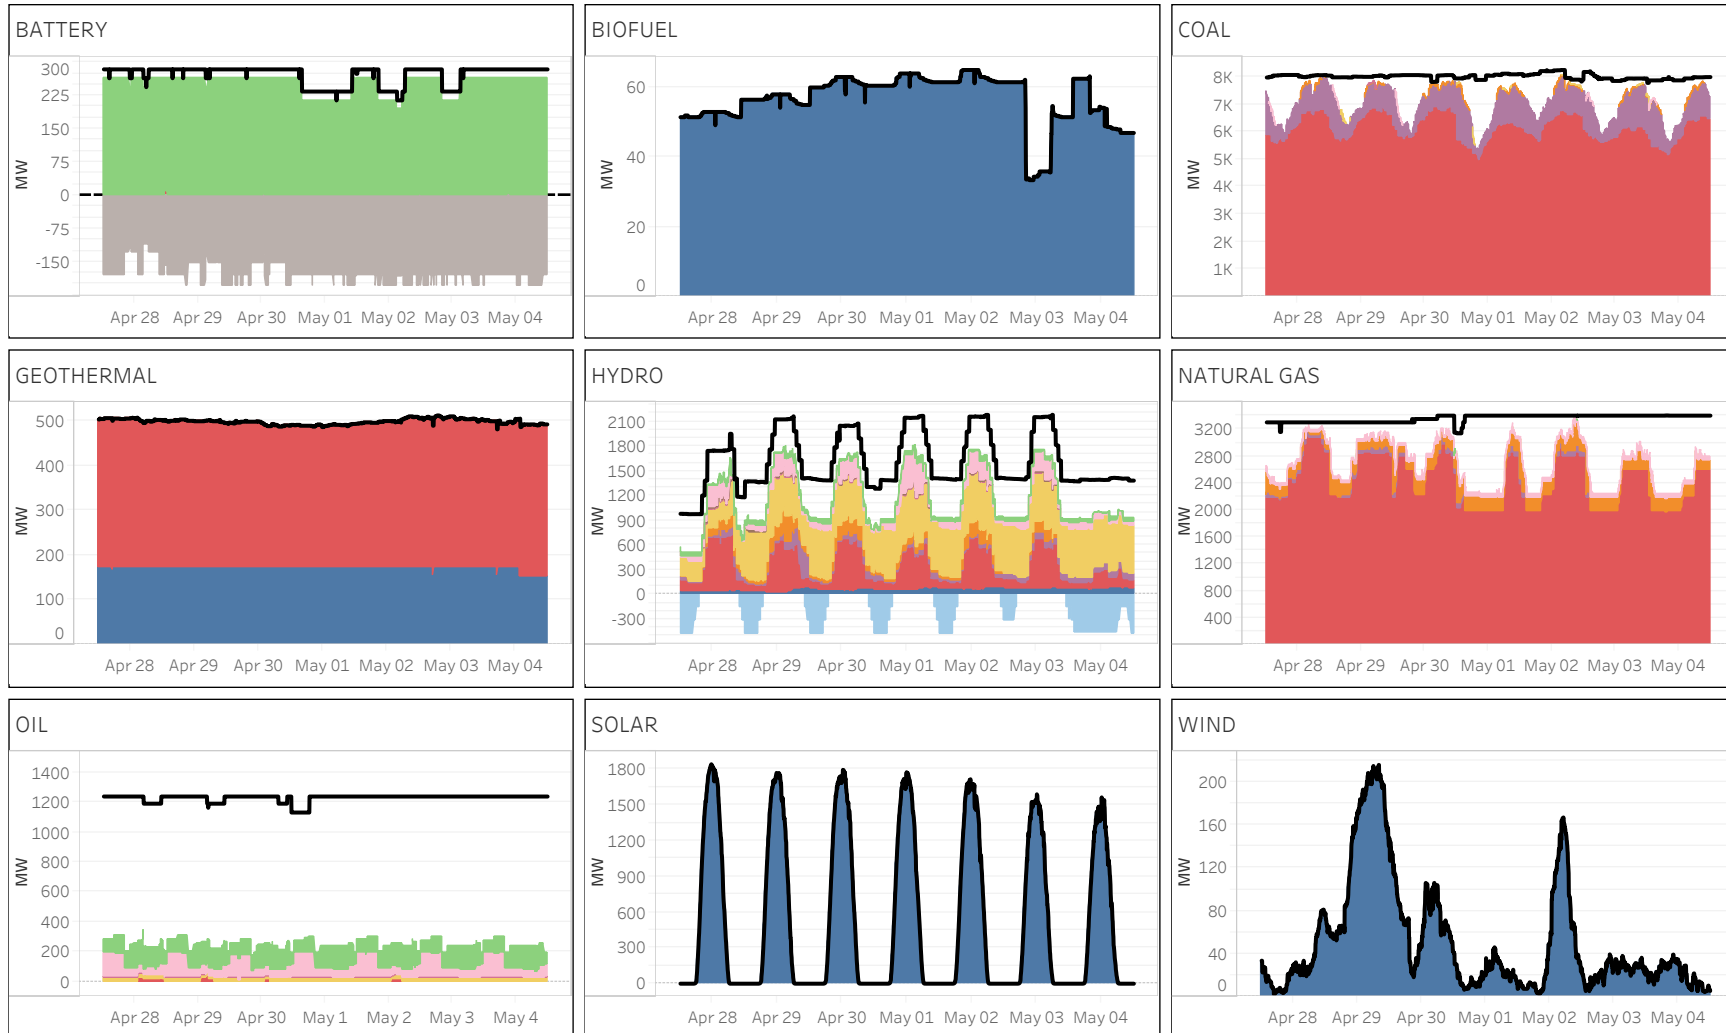 BATTERY
MW
300
225
150
75
0
-75
-150
Apr 28 Apr 29 Apr 30 May 01 May 02 May 03 May 04
BIOFUEL
MW
60
40
20
0
Apr 28 Apr 29 Apr 30 May 01 May 02 May 03 May 04
COAL
MW
8K
7K
6K
5K
4K
3K
2K
1K
Apr 28 Apr 29 Apr 30 May 01 May 02 May 03 May 04
GEOTHERMAL
MW
500
400
300
200
100
0
Apr 28 Apr 29 Apr 30 May 01 May 02 May 03 May 04
HYDRO
MW
2100
1800
1500
1200
900
600
300
0
-300
Apr 28 Apr 29 Apr 30 May 01 May 02 May 03 May 04
NATURAL GAS
MW
3200
2800
2400
2000
1600
1200
800
400
Apr 28 Apr 29 Apr 30 May 01 May 02 May 03 May 04
OIL
MW
1400
1200
1000
800
600
400
200
0
Apr 28 Apr 29 Apr 30 May 1 May 2 May 3 May 4
SOLAR
MW
1800
1500
1200
900
600
300
0
Apr 28 Apr 29 Apr 30 May 01 May 02 May 03 May 04
WIND
MW
200
160
120
80
40
0
Apr 28 Apr 29 Apr 30 May 01 May 02 May 03 May 04